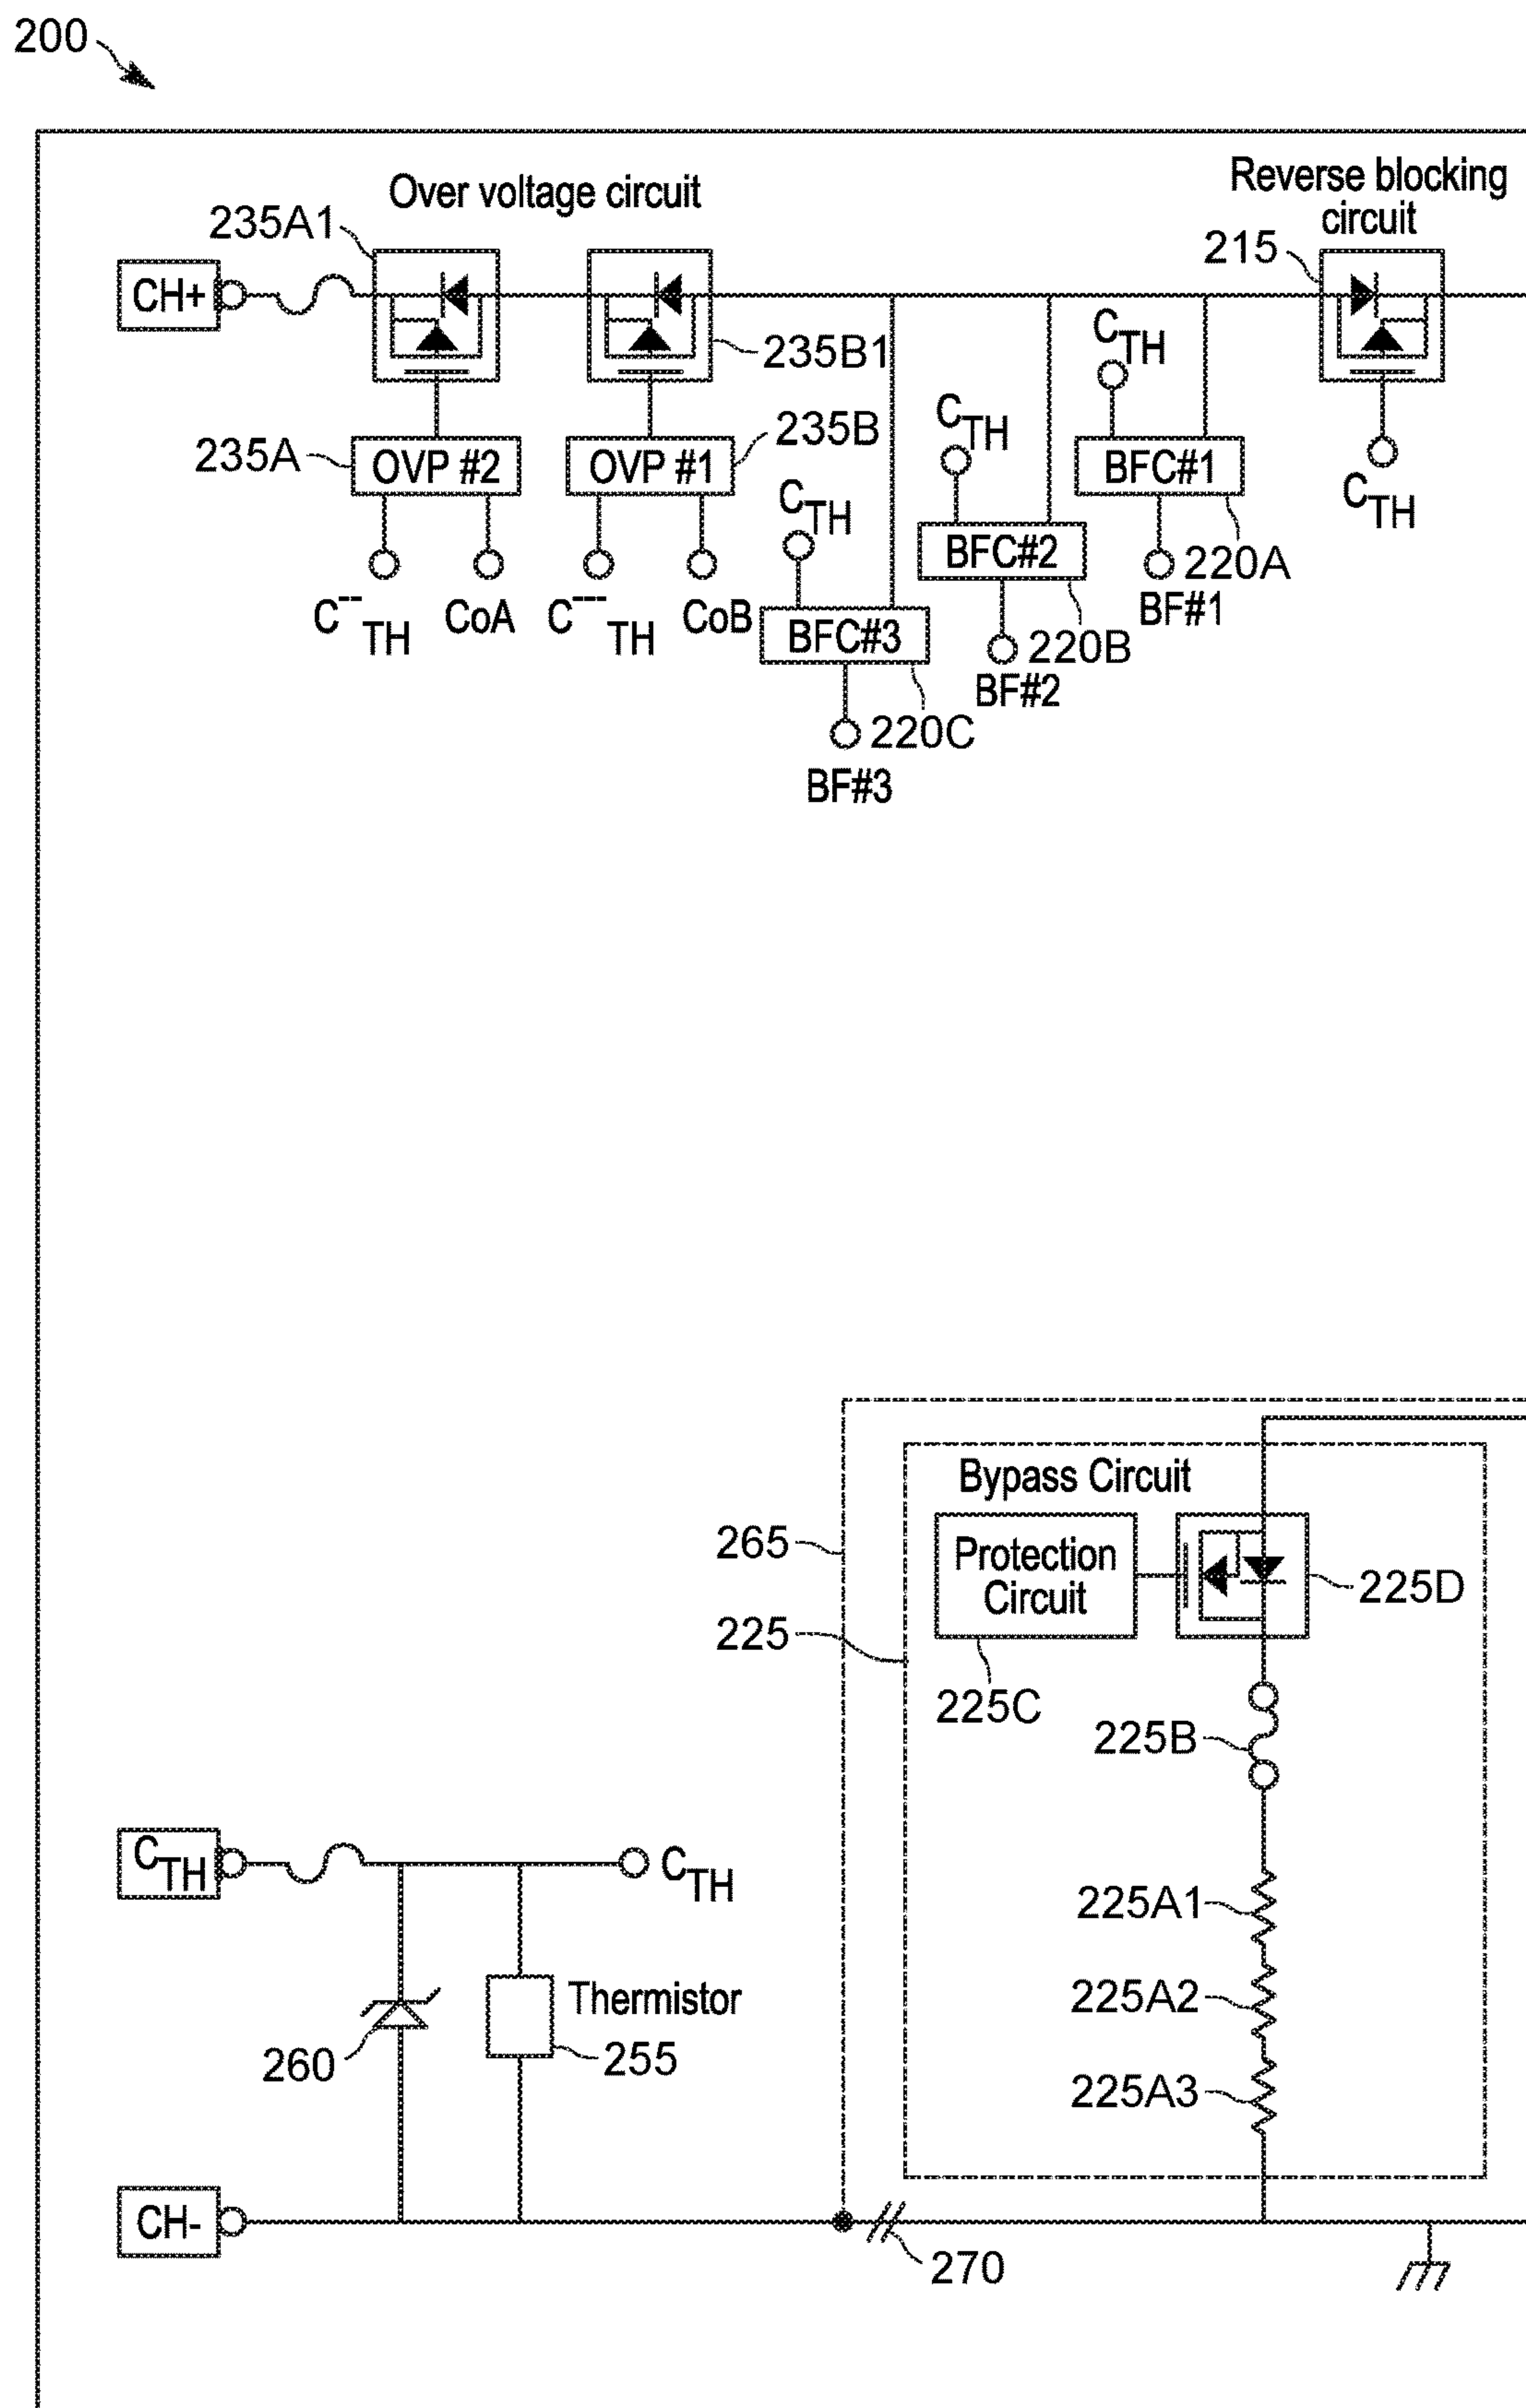 200
Over voltage circuit
Reverse blocking
circuit
235A1
215
CH+
235B1
CTH
235A
OVP #2
OVP #1
235B
CTH
BFC#1
CTH
CTH
BFC#2
220A
C-- TH
CoA
C--- TH
CoB
BFC#3
220B
BF#1
BF#2
220C
BF#3
Bypass Circuit
265
Protection
Circuit
225D
225
225C
225B
CTH
CTH
225A1
Thermistor
225A2
260
255
225A3
CH-
270